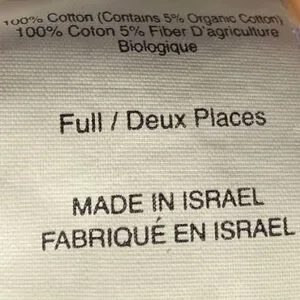 100% Cotton (Contains 5% Organic Cotton)
100% Coton 5% Fiber D'agriculture
Biologique
Full / Deux Places
MADE IN ISRAEL
FABRIQUÉ EN ISRAEL